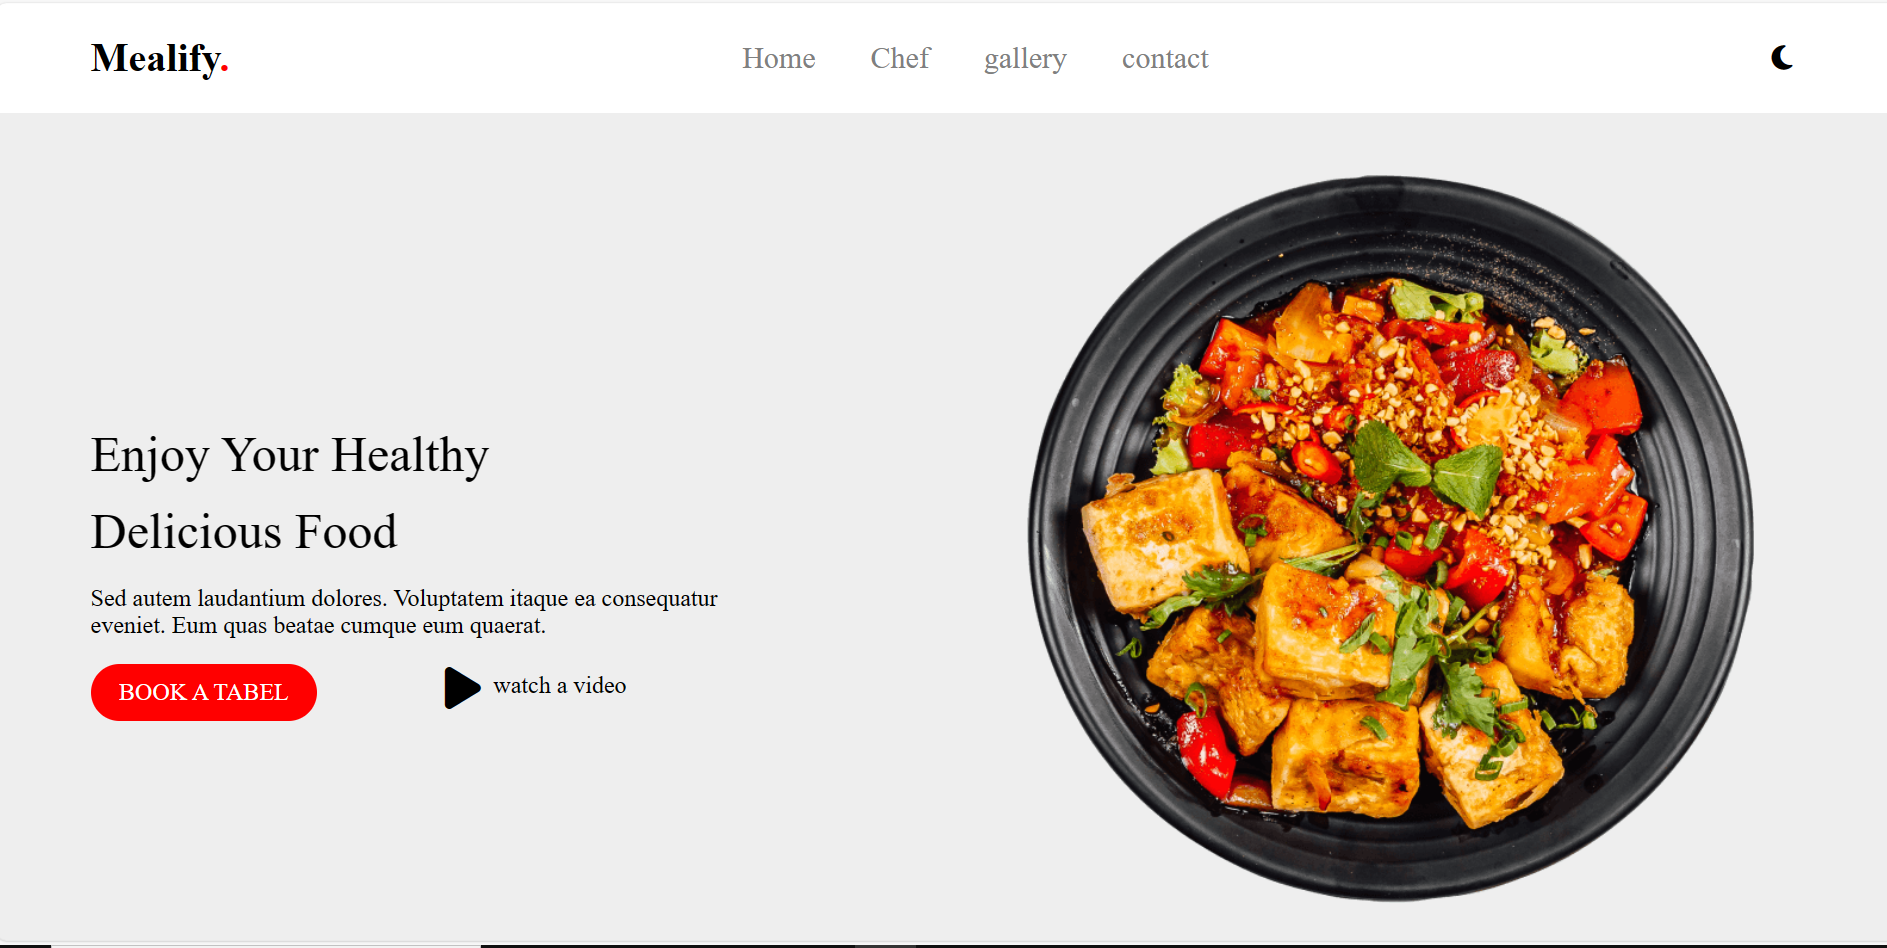 Mealify.
Home Chef gallery contact
Enjoy Your Healthy
Delicious Food
Sed autem laudantium dolores. Voluptatem itaque ea consequatur
eveniet. Eum quas beatae cumque eum quaerat.
BOOK A TABEL
watch a video